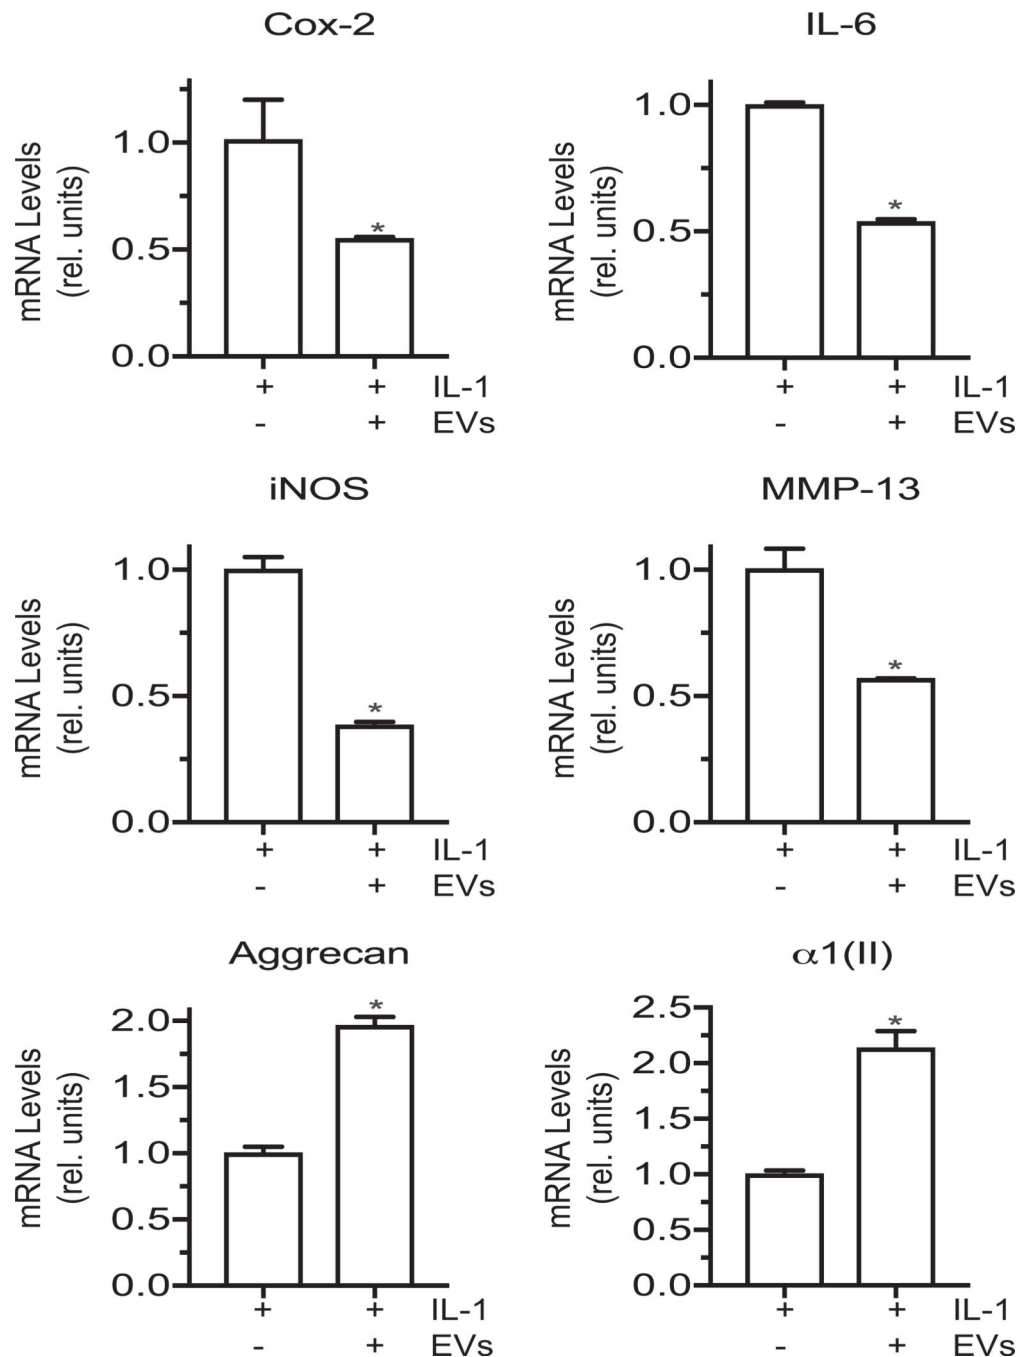 Cox-2
mRNA Levels
(rel. units)
1.0
0.5
0.0
*
+ + IL-1
- + EVs
IL-6
mRNA Levels
(rel. units)
1.0
0.5
0.0
*
+ + IL-1
- + EVs
iNOS
mRNA Levels
(rel. units)
1.0
0.5
0.0
*
+ + IL-1
- + EVs
MMP-13
mRNA Levels
(rel. units)
1.0
0.5
0.0
*
+ + IL-1
- + EVs
Aggrecan
mRNA Levels
(rel. units)
2.0
1.5
1.0
0.5
0.0
*
+ + IL-1
- + EVs
α1(II)
mRNA Levels
(rel. units)
2.5
2.0
1.5
1.0
0.5
0.0
*
+ + IL-1
- + EVs